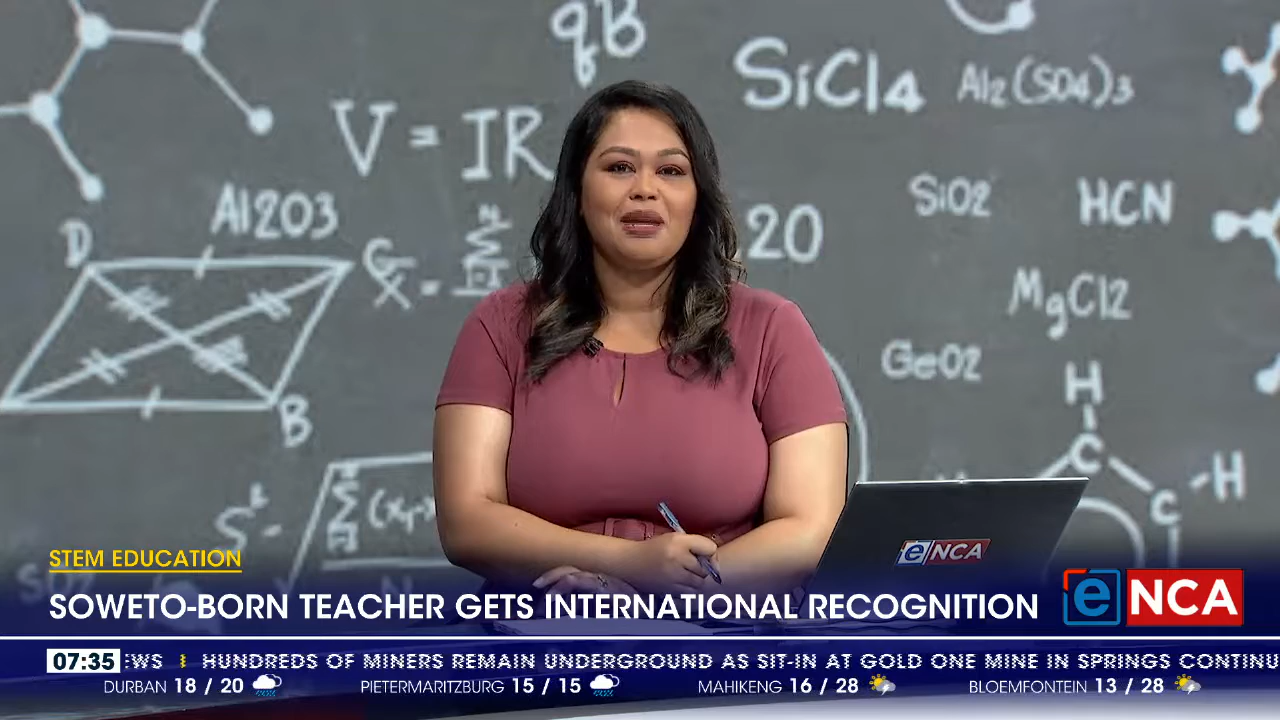 qB
SiCl4
Al2(SO4)3
V = IR
SiO2
HCN
Al2O3
20
D
G
X =
MgCl2
GeO2
H
B
C
H
C
S² =
N
eNCA
STEM EDUCATION
SOWETO-BORN TEACHER GETS INTERNATIONAL RECOGNITION
eNCA
07:35
HUNDREDS OF MINERS REMAIN UNDERGROUND AS SIT-IN AT GOLD ONE MINE IN SPRINGS
DURBAN 18 / 20 PIETERMARITZBURG 15 / 15 MAHIKENG 16 / 28 BLOEMFONTEIN 13 / 28